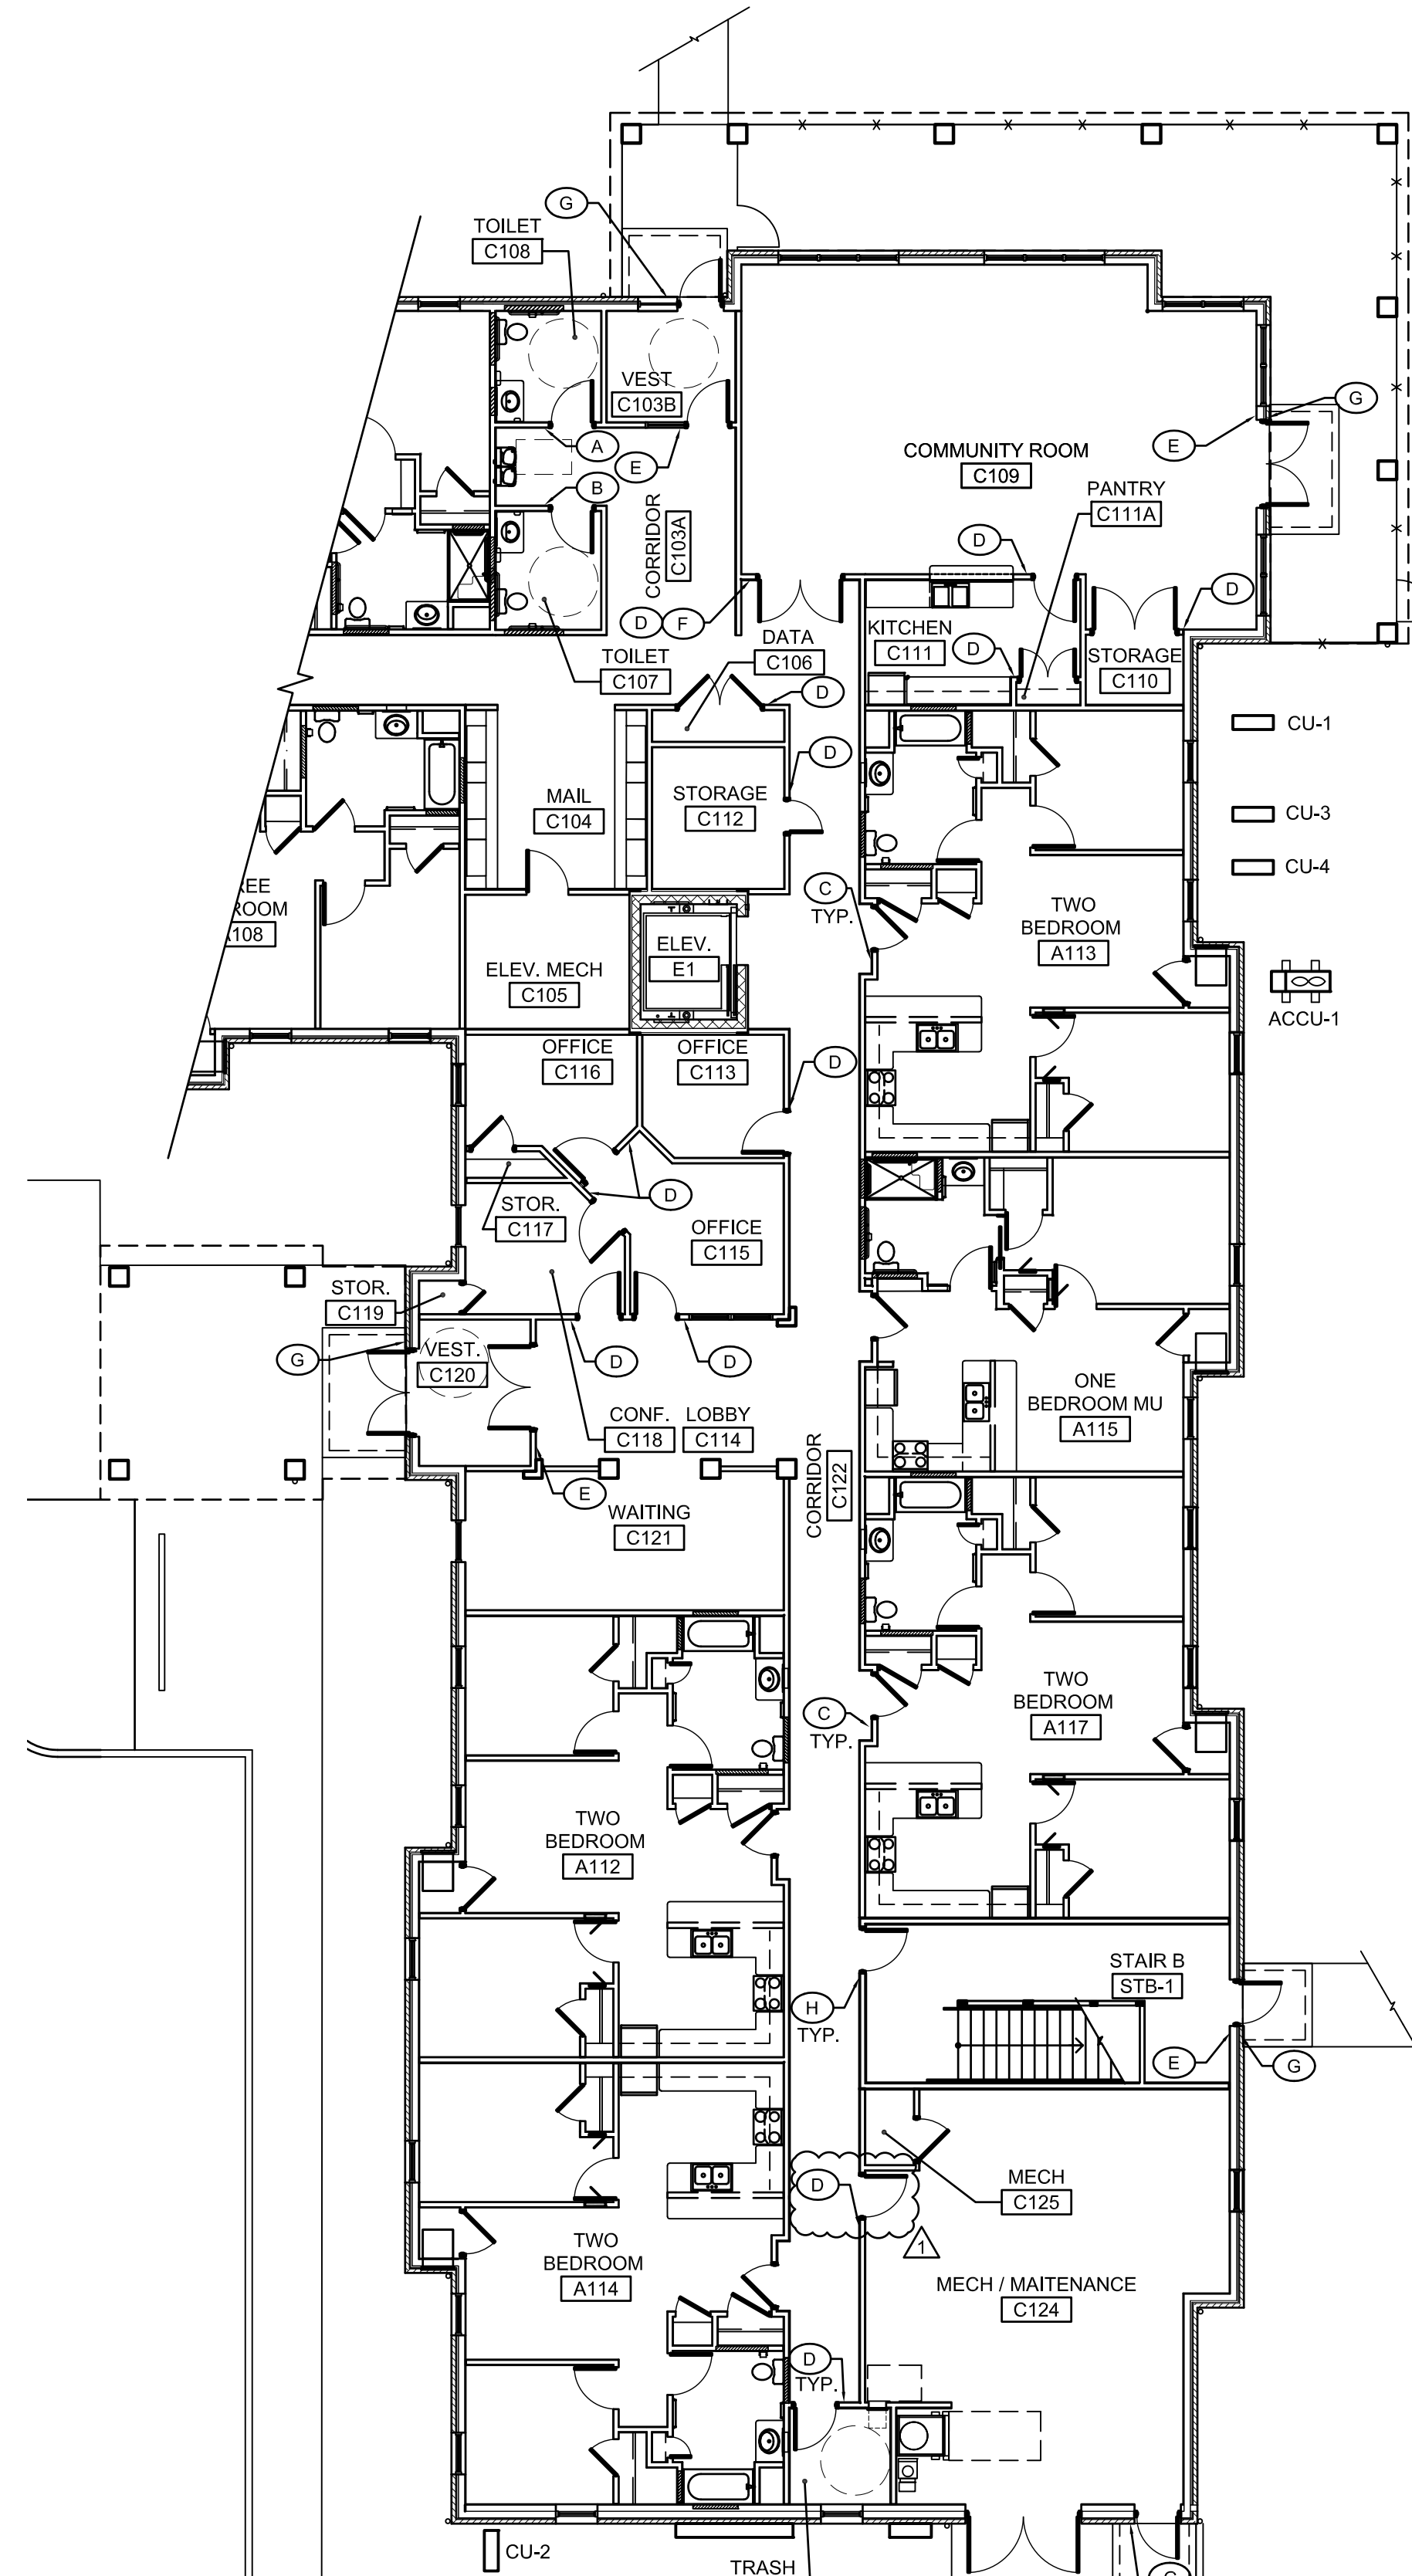 G
TOILET
C108
VEST
C103B
G
A
E
E
COMMUNITY ROOM
C109
B
PANTRY
C111A
CORRIDOR
C103A
D
D
D
F
DATA
C106
KITCHEN
C111
D
STORAGE
C110
TOILET
C107
D
CU-1
D
MAIL
C104
STORAGE
C112
CU-3
CU-4
C
TYP.
TWO
BEDROOM
A113
ROOM
ELEV.
E1
ELEV. MECH
C105
ACCU-1
OFFICE
C116
OFFICE
C113
D
D
STOR.
C117
OFFICE
C115
STOR.
C119
G
VEST.
C120
D
D
ONE
BEDROOM MU
A115
CONF.
C118
LOBBY
C114
CORRIDOR
C122
E
WAITING
C121
TWO
BEDROOM
A117
C
TYP.
TWO
BEDROOM
A112
STAIR B
STB-1
H
TYP.
E
G
D
MECH
C125
1
TWO
BEDROOM
A114
MECH / MAITENANCE
C124
D
TYP.
CU-2
TRASH